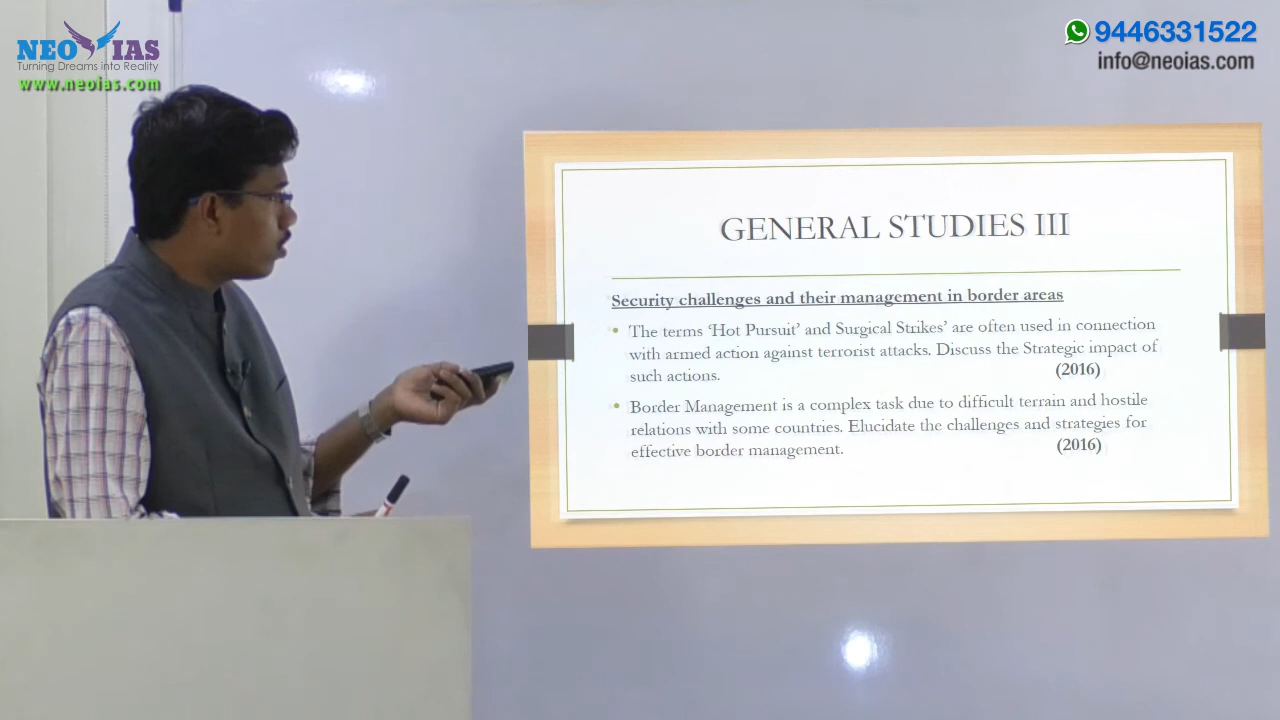 NEO IAS
Turning Dreams into Reality
www.neoias.com
9446331522
info@neoias.com
GENERAL STUDIES III
Security challenges and their management in border areas
• The terms ‘Hot Pursuit’ and Surgical Strikes’ are often used in connection
with armed action against terrorist attacks. Discuss the Strategic impact of
such actions. (2016)
• Border Management is a complex task due to difficult terrain and hostile
relations with some countries. Elucidate the challenges and strategies for
effective border management. (2016)